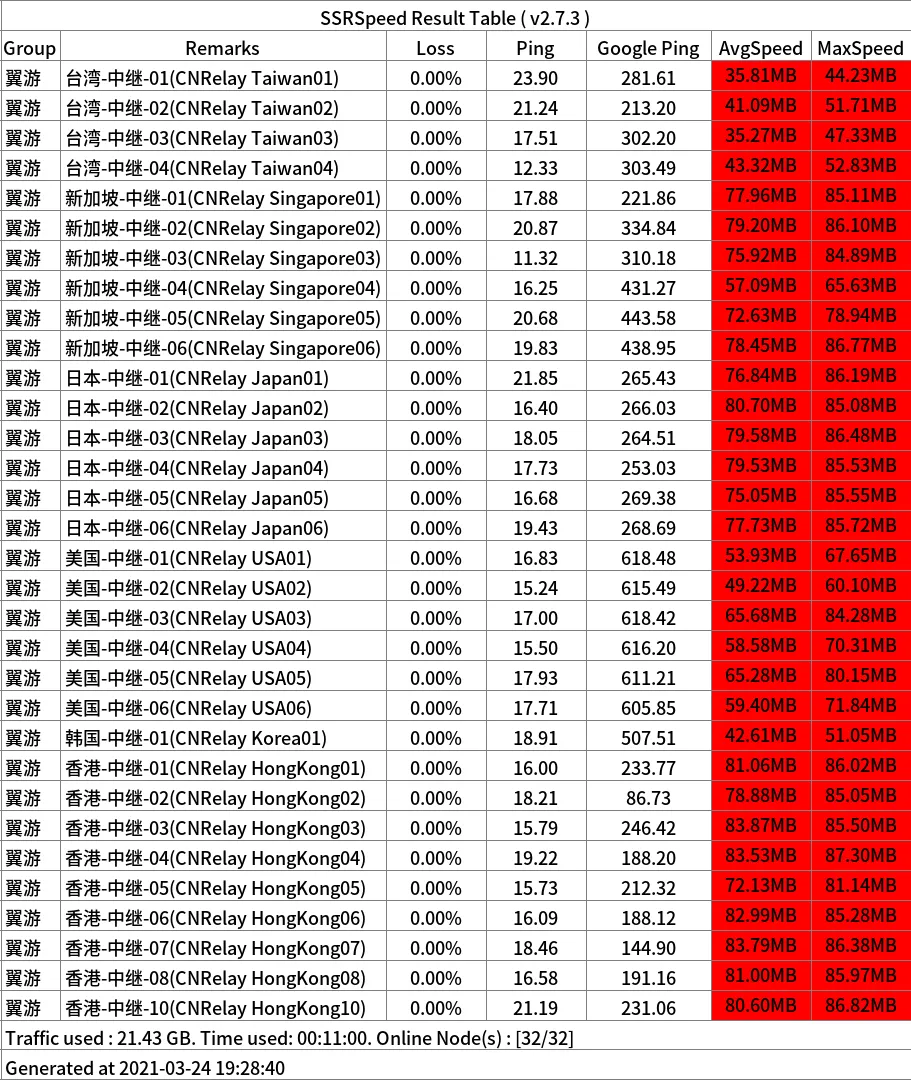 SSRSpeed Result Table ( v2.7.3 )
Group Remarks Loss Ping Google Ping AvgSpeed MaxSpeed
翼游 台湾-中继-01(CNRelay Taiwan01) 0.00% 23.90 281.61 35.81MB 44.23MB
翼游 台湾-中继-02(CNRelay Taiwan02) 0.00% 21.24 213.20 41.09MB 51.71MB
翼游 台湾-中继-03(CNRelay Taiwan03) 0.00% 17.51 302.20 35.27MB 47.33MB
翼游 台湾-中继-04(CNRelay Taiwan04) 0.00% 12.33 303.49 43.32MB 52.83MB
翼游 新加坡-中继-01(CNRelay Singapore01) 0.00% 17.88 221.86 77.96MB 85.11MB
翼游 新加坡-中继-02(CNRelay Singapore02) 0.00% 20.87 334.84 79.20MB 86.10MB
翼游 新加坡-中继-03(CNRelay Singapore03) 0.00% 11.32 310.18 75.92MB 84.89MB
翼游 新加坡-中继-04(CNRelay Singapore04) 0.00% 16.25 431.27 57.09MB 65.63MB
翼游 新加坡-中继-05(CNRelay Singapore05) 0.00% 20.68 443.58 72.63MB 78.94MB
翼游 新加坡-中继-06(CNRelay Singapore06) 0.00% 19.83 438.95 78.45MB 86.77MB
翼游 日本-中继-01(CNRelay Japan01) 0.00% 21.85 265.43 76.84MB 86.19MB
翼游 日本-中继-02(CNRelay Japan02) 0.00% 16.40 266.03 80.70MB 85.08MB
翼游 日本-中继-03(CNRelay Japan03) 0.00% 18.05 264.51 79.58MB 86.48MB
翼游 日本-中继-04(CNRelay Japan04) 0.00% 17.73 253.03 79.53MB 85.53MB
翼游 日本-中继-05(CNRelay Japan05) 0.00% 16.68 269.38 75.05MB 85.55MB
翼游 日本-中继-06(CNRelay Japan06) 0.00% 19.43 268.69 77.73MB 85.72MB
翼游 美国-中继-01(CNRelay USA01) 0.00% 16.83 618.48 53.93MB 67.65MB
翼游 美国-中继-02(CNRelay USA02) 0.00% 15.24 615.49 49.22MB 60.10MB
翼游 美国-中继-03(CNRelay USA03) 0.00% 17.00 618.42 65.68MB 84.28MB
翼游 美国-中继-04(CNRelay USA04) 0.00% 15.50 616.20 58.58MB 70.31MB
翼游 美国-中继-05(CNRelay USA05) 0.00% 17.93 611.21 65.28MB 80.15MB
翼游 美国-中继-06(CNRelay USA06) 0.00% 17.71 605.85 59.40MB 71.84MB
翼游 韩国-中继-01(CNRelay Korea01) 0.00% 18.91 507.51 42.61MB 51.05MB
翼游 香港-中继-01(CNRelay HongKong01) 0.00% 16.00 233.77 81.06MB 86.02MB
翼游 香港-中继-02(CNRelay HongKong02) 0.00% 18.21 86.73 78.88MB 85.05MB
翼游 香港-中继-03(CNRelay HongKong03) 0.00% 15.79 246.42 83.87MB 85.50MB
翼游 香港-中继-04(CNRelay HongKong04) 0.00% 19.22 188.20 83.53MB 87.30MB
翼游 香港-中继-05(CNRelay HongKong05) 0.00% 15.73 212.32 72.13MB 81.14MB
翼游 香港-中继-06(CNRelay HongKong06) 0.00% 16.09 188.12 82.99MB 85.28MB
翼游 香港-中继-07(CNRelay HongKong07) 0.00% 18.46 144.90 83.79MB 86.38MB
翼游 香港-中继-08(CNRelay HongKong08) 0.00% 16.58 191.16 81.00MB 85.97MB
翼游 香港-中继-10(CNRelay HongKong10) 0.00% 21.19 231.06 80.60MB 86.82MB
Traffic used : 21.43 GB. Time used: 00:11:00. Online Node(s) : [32/32]
Generated at 2021-03-24 19:28:40